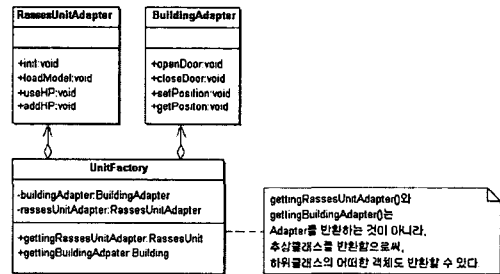 RassesUnitAdapter
+init:void
+loadModel:void
+useHP:void
+addHP:void
BuildingAdapter
+openDoor:void
+closeDoor:void
+setPosition:void
+getPositon:void
UnitFactory
-buildingAdapter:BuildingAdapter
-rassesUnitAdapter:RassesUnitAdapter
+gettingRassesUnitAdapter:RassesUnit
+gettingBuildingAdpater Building
gettingRassesUnitAdapter()와
gettingBuildingAdapter()는
Adapter를 반환하는 것이 아니라,
추상클래스를 반환함으로써,
하위클래스의 어떠한 객체도 반환할 수 있다